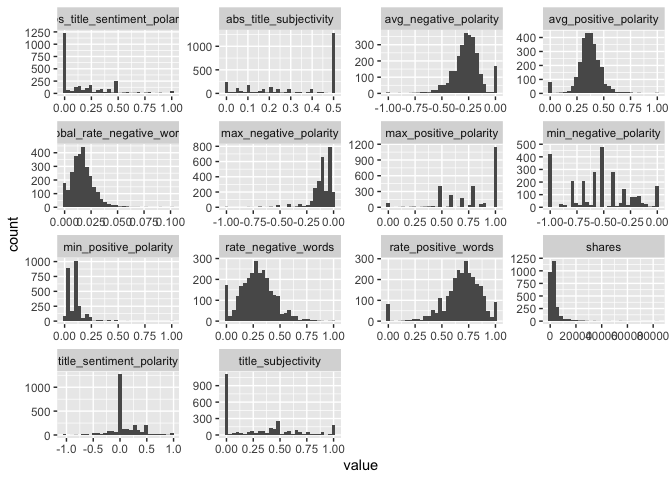 es_title_sentiment_polar
abs_title_subjectivity
avg_negative_polarity
avg_positive_polarity
1250
1000
750
500
250
0
1000
500
0
300
200
100
0
400
300
200
100
0
0.00 0.25 0.50 0.75 1.00
0.0 0.1 0.2 0.3 0.4 0.5
-1.00-0.75-0.50-0.25 0.00
0.00 0.25 0.50 0.75 1.00
obal_rate_negative_wor
max_negative_polarity
max_positive_polarity
min_negative_polarity
400
300
200
100
0
800
600
400
200
0
1200
900
600
300
0
500
400
300
200
100
0
0.000 0.025 0.050 0.075 0.100
-1.00 -0.75 -0.50 -0.25 0.00
0.00 0.25 0.50 0.75 1.00
-1.00 -0.75 -0.50 -0.25 0.00
min_positive_polarity
rate_negative_words
rate_positive_words
shares
1000
750
500
250
0
300
200
100
0
300
200
100
0
1250
1000
750
500
250
0
0.00 0.25 0.50 0.75 1.00
0.00 0.25 0.50 0.75 1.00
0.00 0.25 0.50 0.75 1.00
0 20000 40000 60000 80000
title_sentiment_polarity
title_subjectivity
1000
500
0
900
600
300
0
-1.0 -0.5 0.0 0.5 1.0
0.00 0.25 0.50 0.75 1.00
count
value